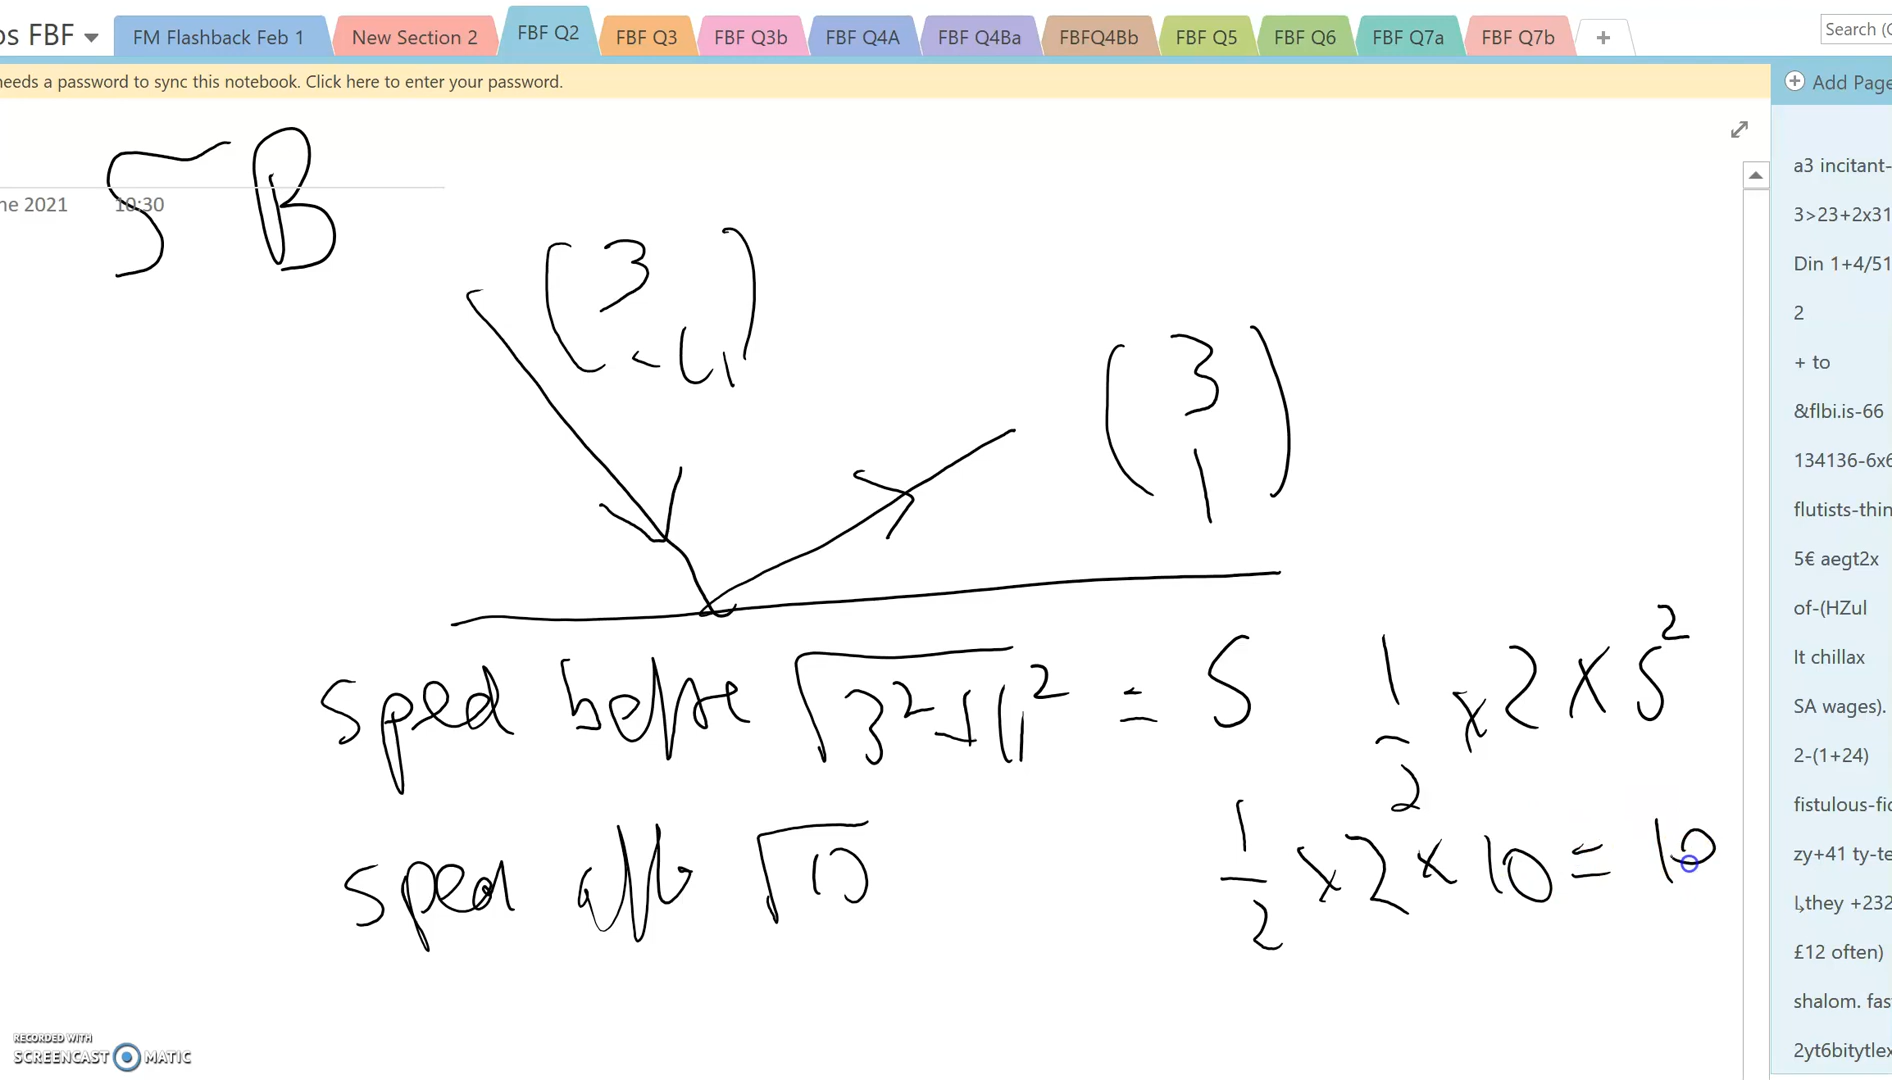 os FBF
FM Flashback Feb 1
New Section 2
FBF Q2
FBF Q3
FBF Q3b
FBF Q4A
FBF Q4Ba
FBFQ4Bb
FBF Q5
FBF Q6
FBF Q7a
FBF Q7b
+
Search (C
needs a password to sync this notebook. Click here to enter your password.
Add Page
5 B
ne 2021 10:30
( 3
-4 )
( 3
1 )
sped before √3²+4² = 5
1/2 x 2 x 5²
sped √10
1/2 x 2 x 10 = 10
a3 incitant-
3>23+2x31
Din 1+4/51
2
+ to
&flbi.is-66
134136-6x6
flutists-thin
5€ aegt2x
of-(HZul
It chillax
SA wages).
2-(1+24)
fistulous-fic
zy+41 ty-te
they +232
£12 often)
shalom. fas
2yt6bitytlex
RECORDED WITH
SCREENCAST MATIC